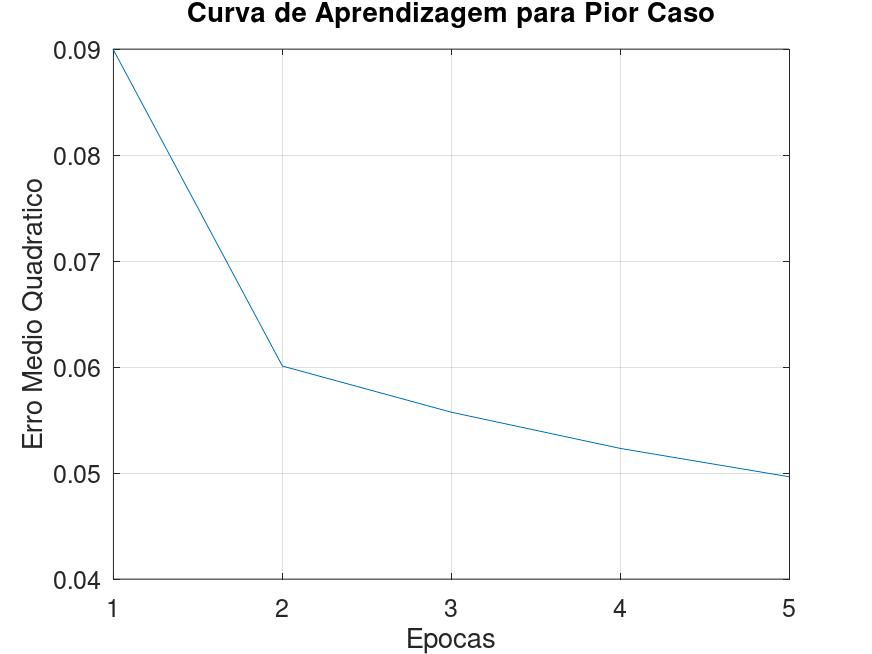 Curva de Aprendizagem para Pior Caso
0.09
0.08
0.07
0.06
0.05
0.04
Erro Medio Quadratico
1 2 3 4 5
Epocas